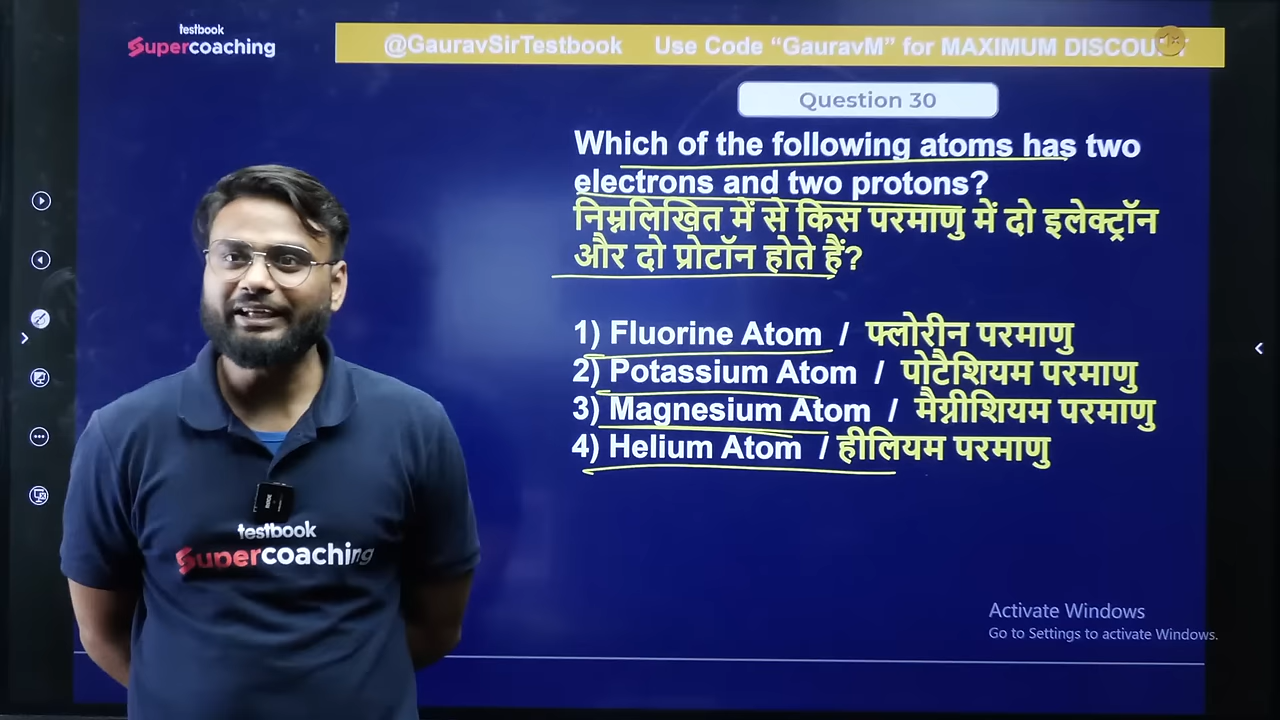 testbook
Supercoaching
@GauravSirTestbook Use Code “GauravM” for MAXIMUM
Question 30
Which of the following atoms has two
electrons and two protons?
निम्नलिखित में से किस परमाणु में दो इलेक्ट्रॉन
और दो प्रोटॉन होते हैं?
1) Fluorine Atom / फ्लोरीन परमाणु
2) Potassium Atom / पोटैशियम परमाणु
3) Magnesium Atom / मैग्नीशियम परमाणु
4) Helium Atom / हीलियम परमाणु
testbook
Supercoaching
Activate Windows
Go to Settings to activate Windows.